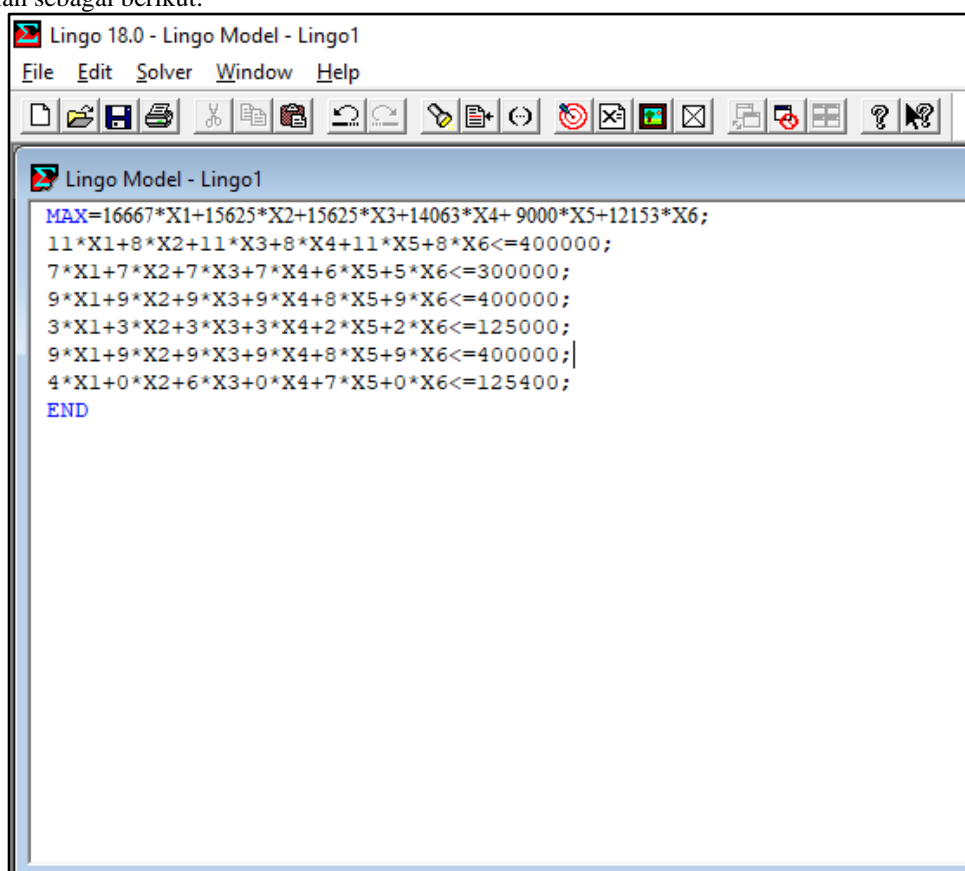 sebagai berikut.
Lingo 18.0 - Lingo Model - Lingo1
File Edit Solver Window Help
Lingo Model - Lingo1
MAX=16667*X1+15625*X2+15625*X3+14063*X4+ 9000*X5+12153*X6;
11*X1+8*X2+11*X3+8*X4+11*X5+8*X6<=400000;
7*X1+7*X2+7*X3+7*X4+6*X5+5*X6<=300000;
9*X1+9*X2+9*X3+9*X4+8*X5+9*X6<=400000;
3*X1+3*X2+3*X3+3*X4+2*X5+2*X6<=125000;
9*X1+9*X2+9*X3+9*X4+8*X5+9*X6<=400000;
4*X1+0*X2+6*X3+0*X4+7*X5+0*X6<=125400;
END